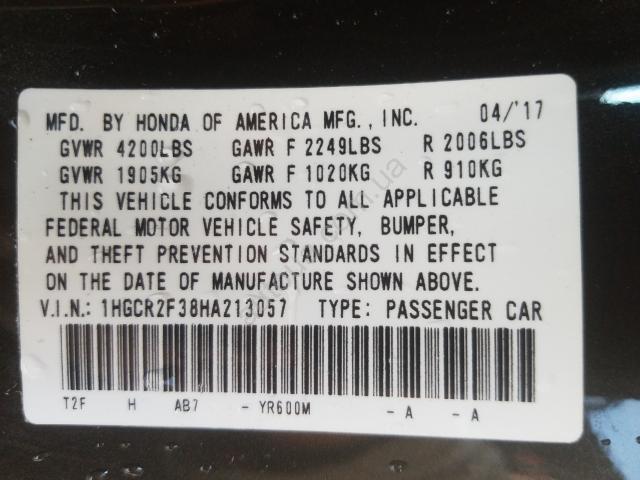 MFD. BY HONDA OF AMERICA MFG., INC. 04/'17
GVWR 4200LBS GAWR F 2249LBS R 2006LBS
GVWR 1905KG GAWR F 1020KG R 910KG
THIS VEHICLE CONFORMS TO ALL APPLICABLE
FEDERAL MOTOR VEHICLE SAFETY, BUMPER,
AND THEFT PREVENTION STANDARDS IN EFFECT
ON THE DATE OF MANUFACTURE SHOWN ABOVE.
V.I.N.: 1HGCR2F38HA213057 TYPE: PASSENGER CAR
T2F H AB7 - YR600M - A - A